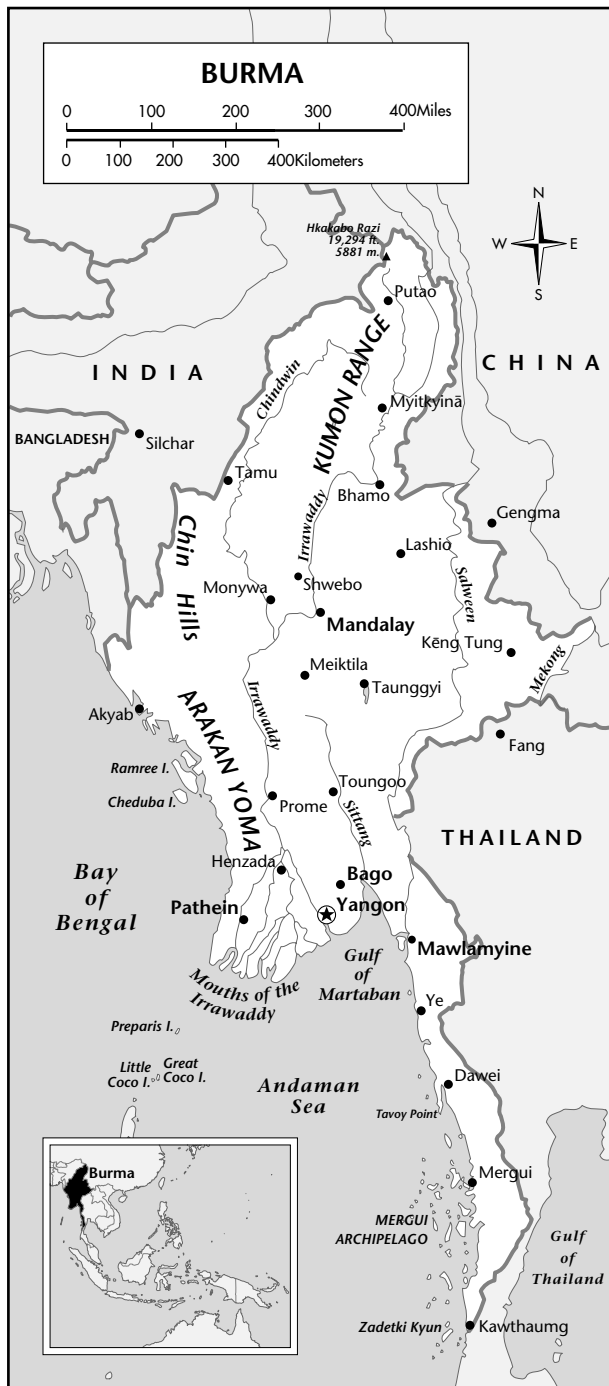 BURMA
0 100 200 300 400 Miles
0 100 200 300 400 Kilometers
N
W E
S
Hkakabo Razi
19,294 ft.
5881 m.
Putao
INDIA
CHINA
Chindwin
KUMON RANGE
Myitkyinā
BANGLADESH
Silchar
Tamu
Bhamo
Irrawaddy
Gengma
Chin Hills
Lashio
Salween
Shwebo
Monywa
Mandalay
Kēng Tung
Mekong
Meiktila
Taunggyi
Irrawaddy
Akyab
ARAKAN YOMA
Fang
Ramree I.
Cheduba I.
Toungoo
Prome
Sittang
THAILAND
Henzada
Bay
of
Bengal
Bago
Pathein
Yangon
Mawlamyine
Gulf
of
Martaban
Mouths of the
Irrawaddy
Ye
Preparis I.
Little
Coco I.
Great
Coco I.
Andaman
Sea
Dawei
Tavoy Point
Burma
Mergui
MERGUI
ARCHIPELAGO
Gulf
of
Thailand
Zadetki Kyun
Kawthaumg